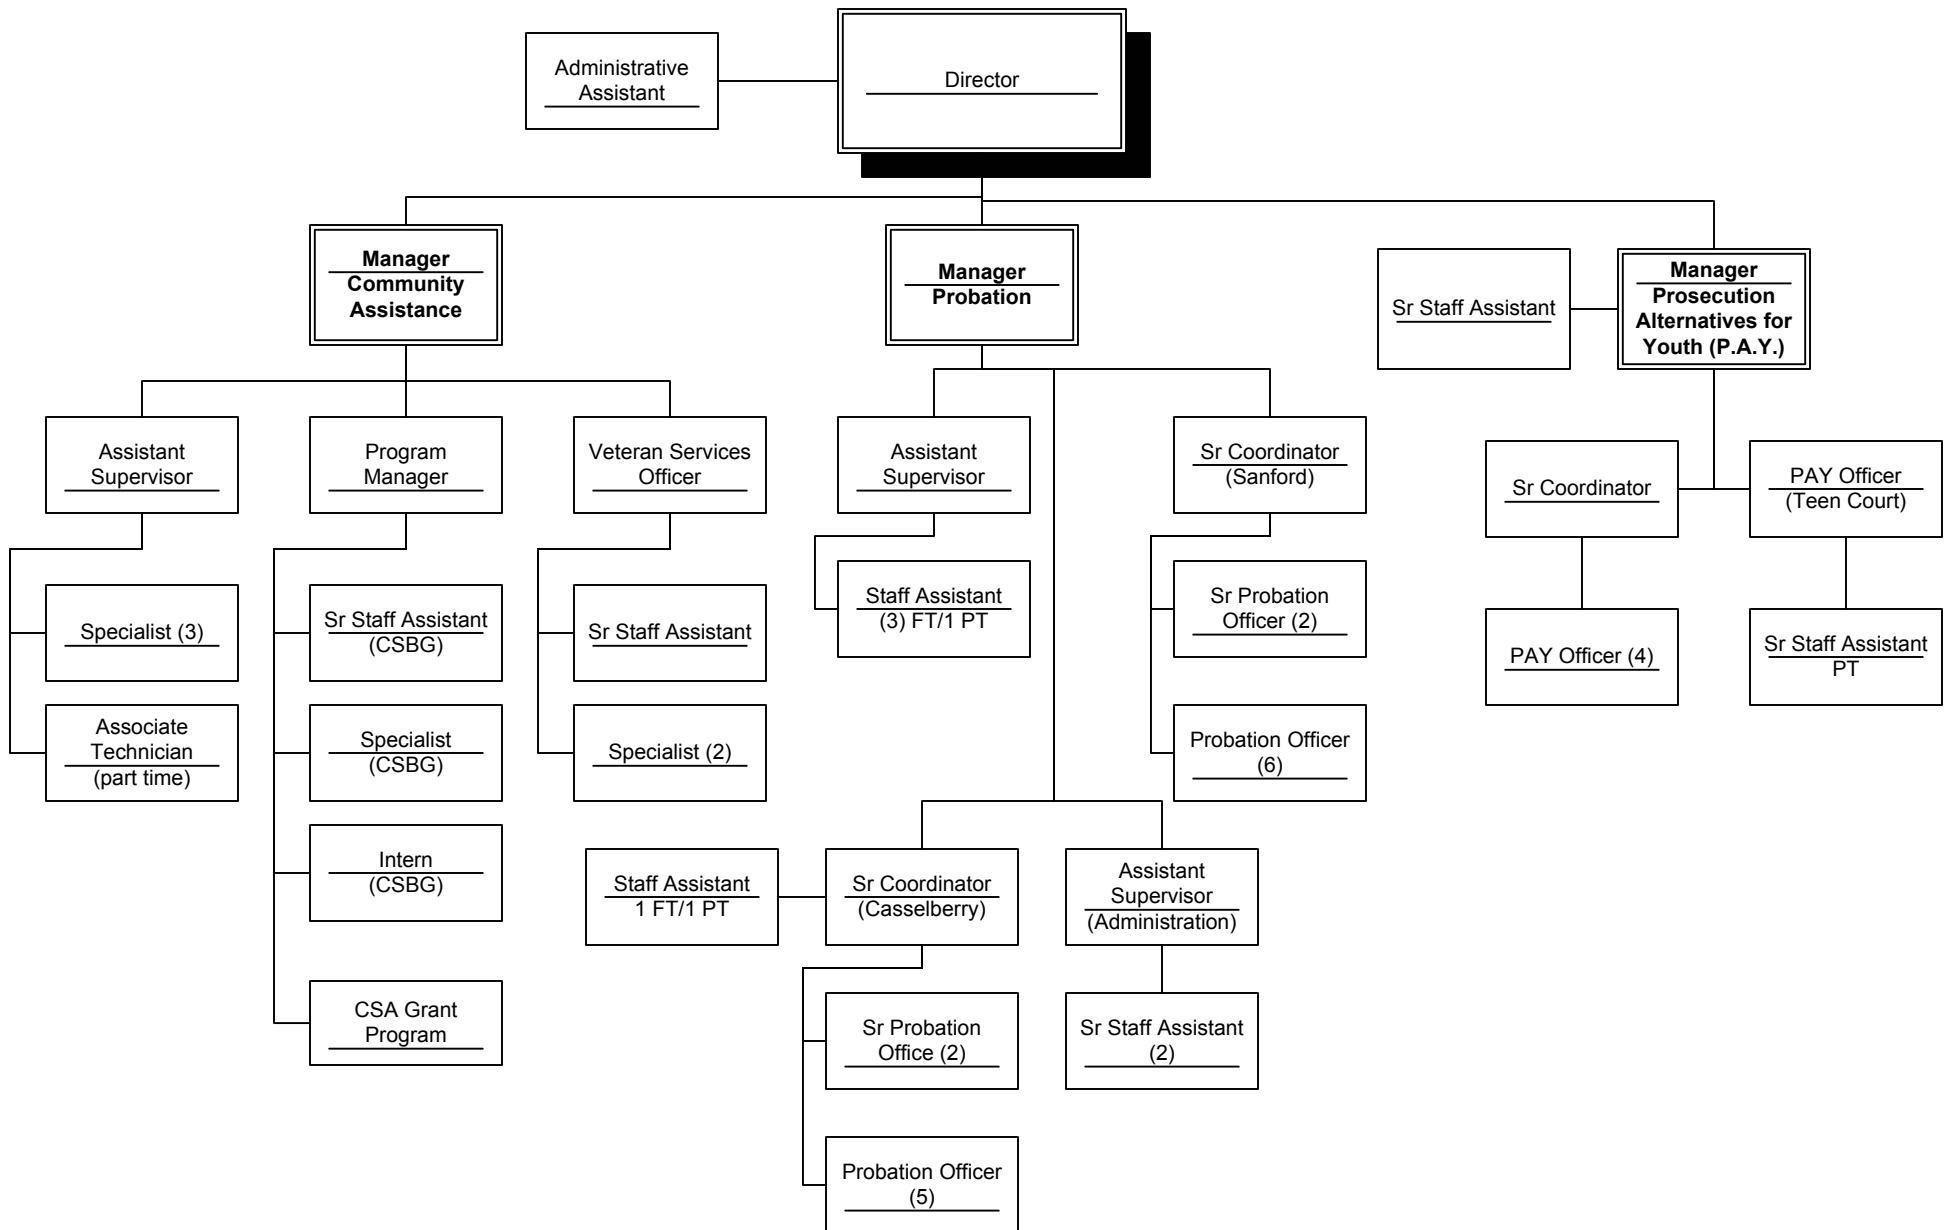 Administrative
Assistant
Director
Manager
Community
Assistance
Manager
Probation
Sr Staff Assistant
Manager
Prosecution
Alternatives for
Youth (P.A.Y.)
Assistant
Supervisor
Program
Manager
Veteran Services
Officer
Assistant
Supervisor
Sr Coordinator
(Sanford)
Sr Coordinator
PAY Officer
(Teen Court)
Specialist (3)
Sr Staff Assistant
(CSBG)
Sr Staff Assistant
Staff Assistant
(3) FT/1 PT
Sr Probation
Officer (2)
PAY Officer (4)
Sr Staff Assistant
PT
Associate
Technician
(part time)
Specialist
(CSBG)
Specialist (2)
Probation Officer
(6)
Intern
(CSBG)
Staff Assistant
1 FT/1 PT
Sr Coordinator
(Casselberry)
Assistant
Supervisor
(Administration)
CSA Grant
Program
Sr Probation
Office (2)
Sr Staff Assistant
(2)
Probation Officer
(5)